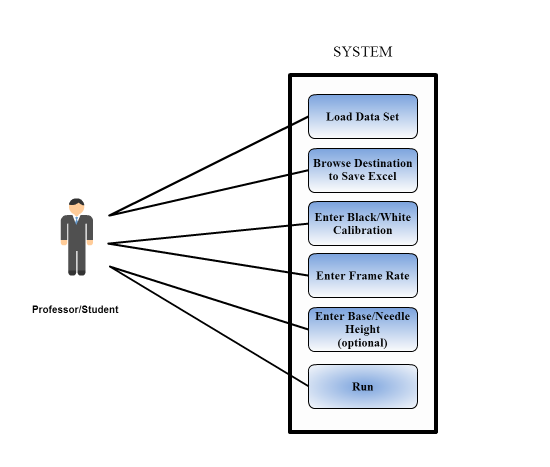 SYSTEM
Load Data Set
Browse Destination
to Save Excel
Enter Black/White
Calibration
Enter Frame Rate
Enter Base/Needle
Height
(optional)
Run
Professor/Student